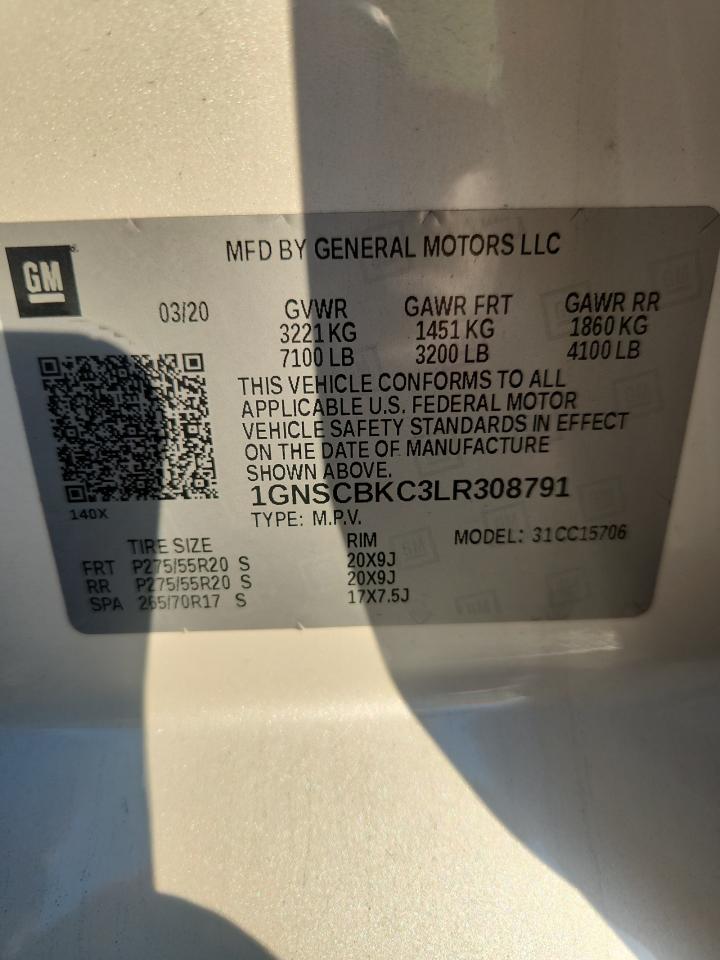 GM
MFD BY GENERAL MOTORS LLC
03/20 GVWR GAWR FRT GAWR RR
3221 KG 1451 KG 1860 KG
7100 LB 3200 LB 4100 LB
THIS VEHICLE CONFORMS TO ALL
APPLICABLE U.S. FEDERAL MOTOR
VEHICLE SAFETY STANDARDS IN EFFECT
ON THE DATE OF MANUFACTURE
SHOWN ABOVE.
1GNSCBKC3LR308791
140X
TYPE: M.P.V.
MODEL: 31CC15706
TIRE SIZE RIM
FRT P275/55R20 S 20X9J
RR P275/55R20 S 20X9J
SPA 265/70R17 S 17X7.5J